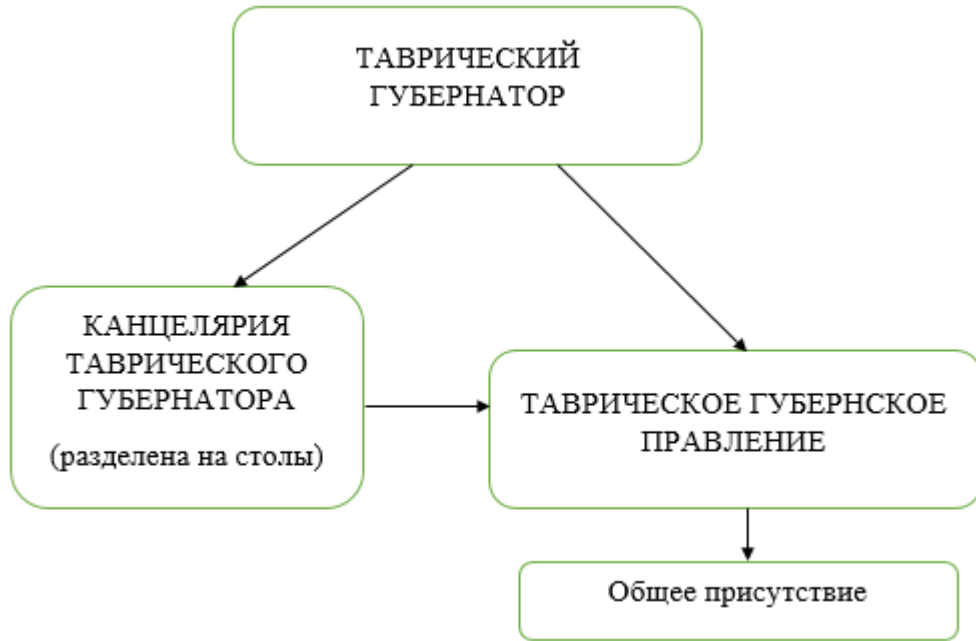 ТАВРИЧЕСКИЙ
ГУБЕРНАТОР
КАНЦЕЛЯРИЯ
ТАВРИЧЕСКОГО
ГУБЕРНАТОРА
(разделена на столы)
ТАВРИЧЕСКОЕ ГУБЕРНСКОЕ
ПРАВЛЕНИЕ
Общее присутствие